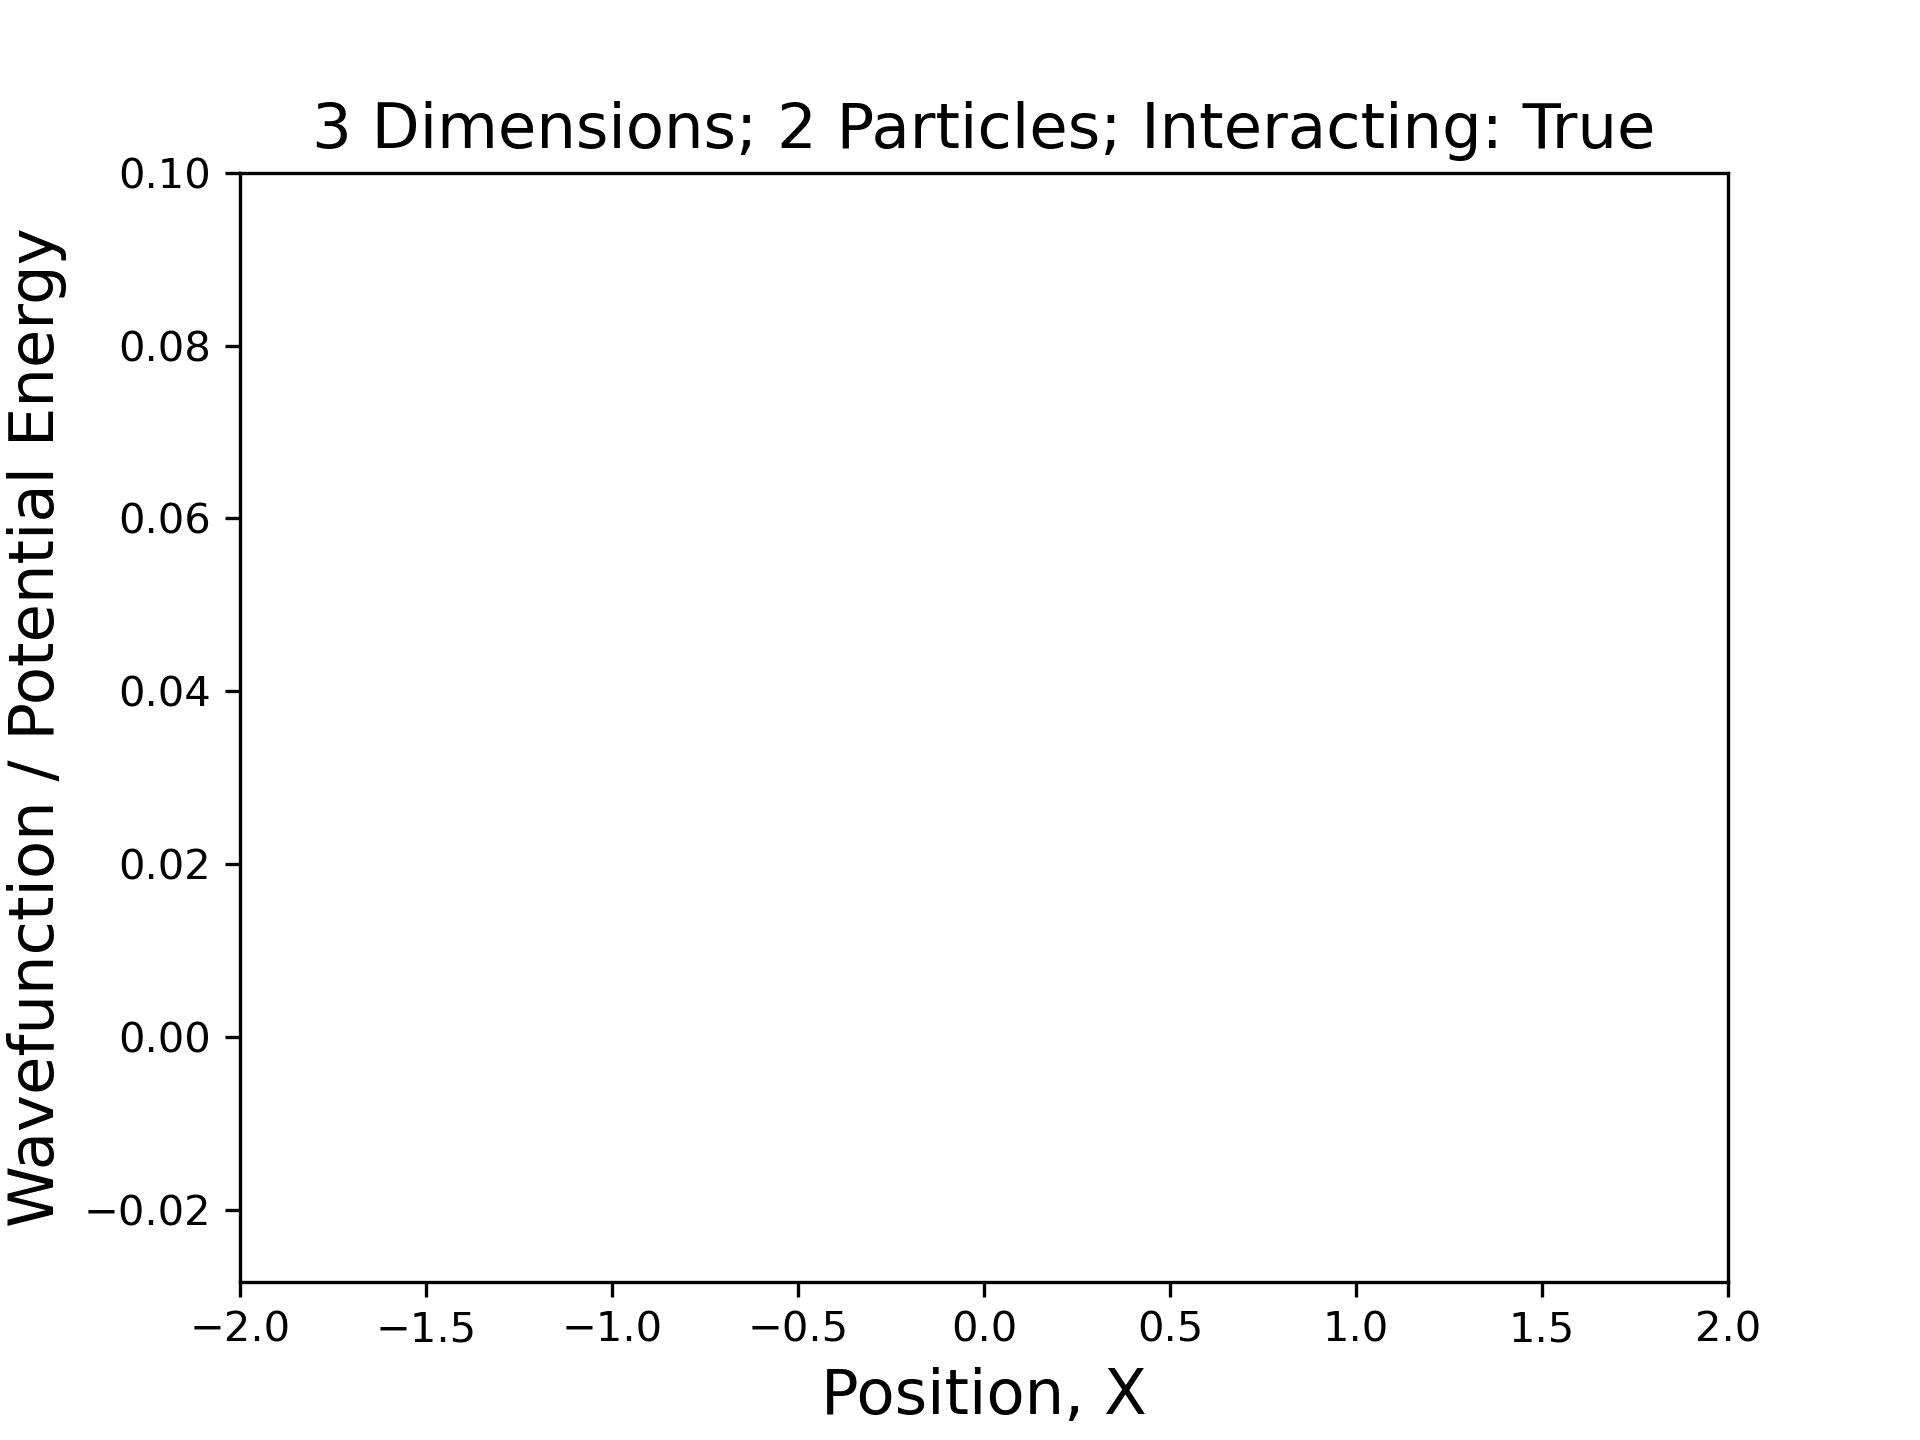 3 Dimensions; 2 Particles; Interacting: True
Wavefunction / Potential Energy
0.10
0.08
0.06
0.04
0.02
0.00
−0.02
−2.0 −1.5 −1.0 −0.5 0.0 0.5 1.0 1.5 2.0
Position, X